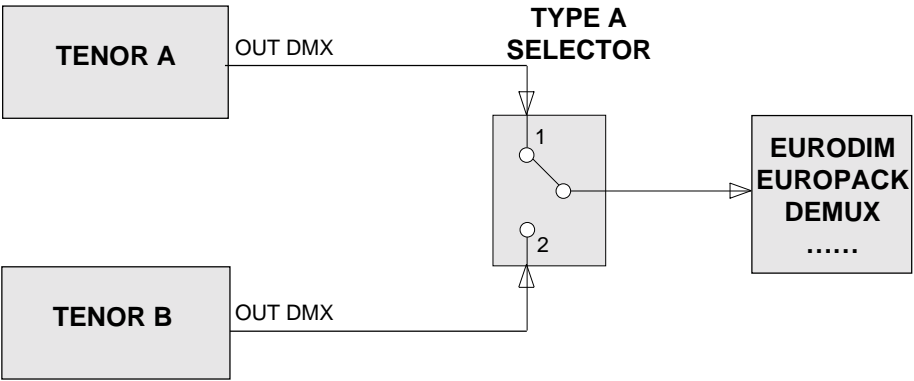 TENOR A
OUT DMX
TYPE A
SELECTOR
1
2
EURODIM
EUROPACK
DEMUX
......
TENOR B
OUT DMX